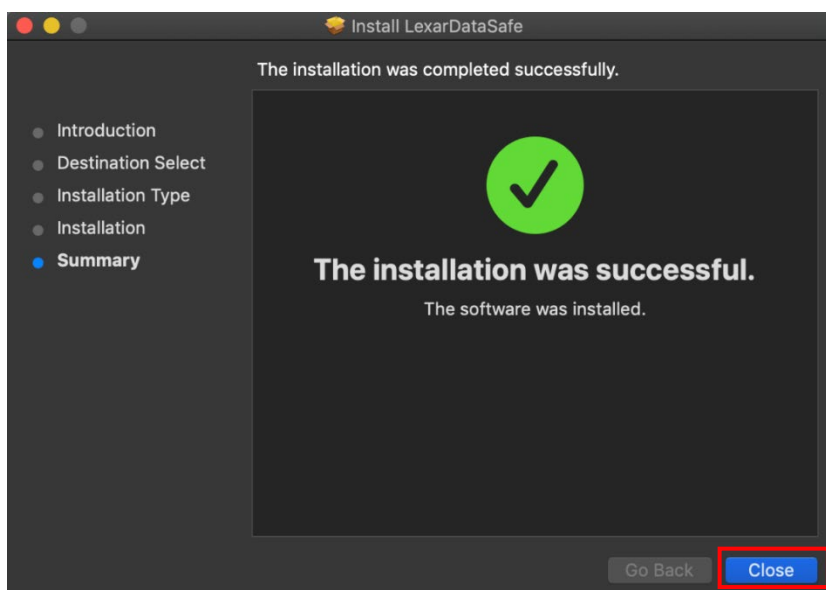 Install LexarDataSafe
The installation was completed successfully.
Introduction
Destination Select
Installation Type
Installation
Summary
The installation was successful.
The software was installed.
Go Back
Close